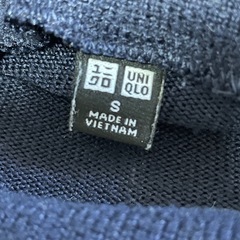 ユニ UNI
クロ QLO
S
MADE IN
VIETNAM